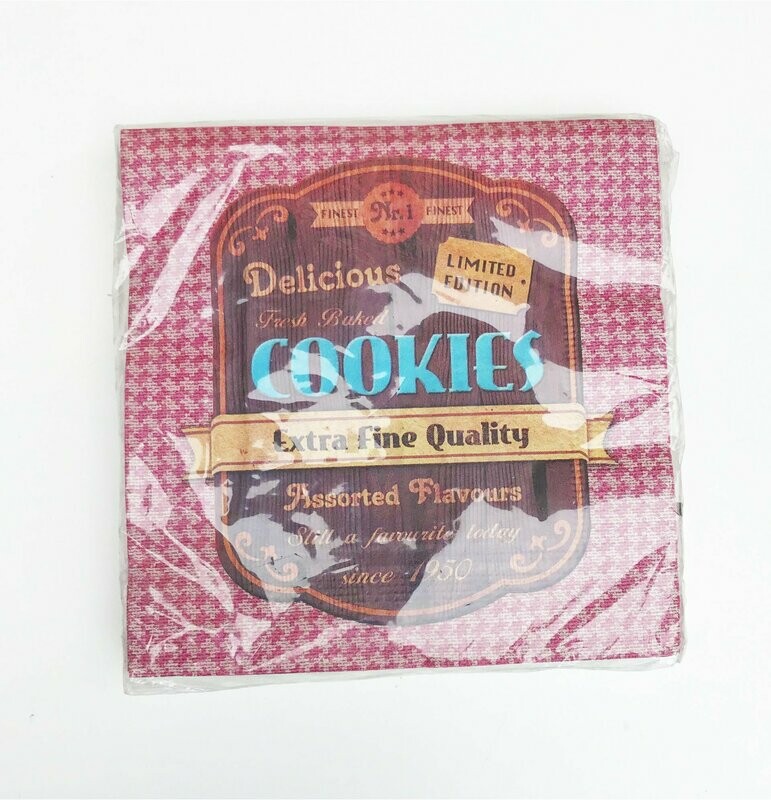 FINEST Nr.1 FINEST
Delicious
LIMITED
EDITION
Fresh Baked
COOKIES
Extra Fine Quality
Assorted Flavours
Still a favourite today
since 1950